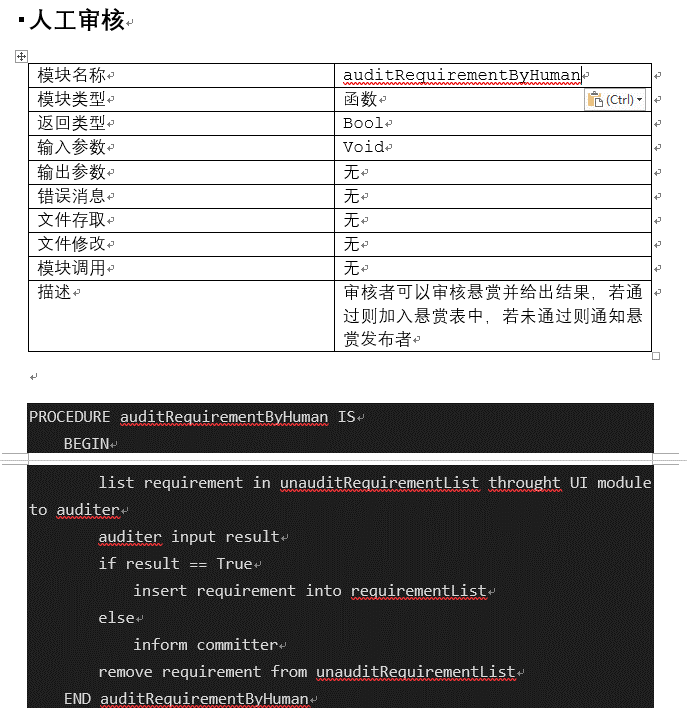 人工审核
模块名称 auditRequirementByHuman
模块类型 函数
(Ctrl)
返回类型 Bool
输入参数 Void
输出参数 无
错误消息 无
文件存取 无
文件修改 无
模块调用 无
描述 审核者可以审核悬赏并给出结果，若通
过则加入悬赏表中，若未通过则通知悬
赏发布者
PROCEDURE auditRequirementByHuman IS
BEGIN
list requirement in unauditRequirementList throught UI module
to auditer
auditer input result
if result == True
insert requirement into requirementList
else
inform committer
remove requirement from unauditRequirementList
END auditRequirementByHuman